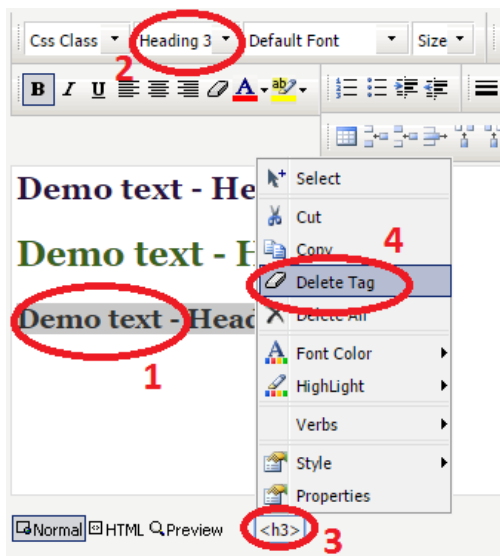 Css Class Heading 3 Default Font Size
2
B I U A ab
Demo text - He
Select
Cut
Demo text - H
Copy
4
Delete Tag
Demo text - Head
Delete All
1
Font Color
HighLight
Verbs
Style
Properties
Normal HTML Preview <h3>
3